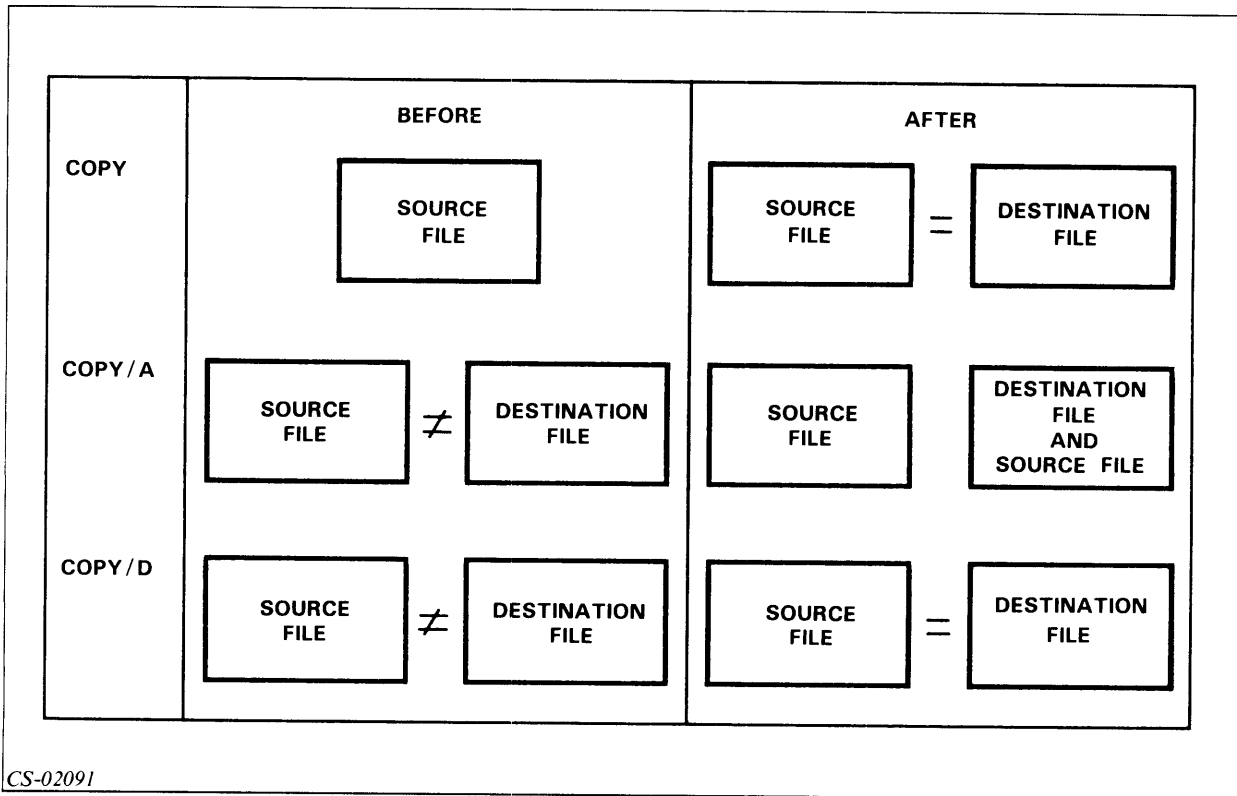 BEFORE
AFTER
COPY
SOURCE
FILE
SOURCE
FILE
=
DESTINATION
FILE
COPY/A
SOURCE
FILE
≠
DESTINATION
FILE
SOURCE
FILE
DESTINATION
FILE
AND
SOURCE FILE
COPY/D
SOURCE
FILE
≠
DESTINATION
FILE
SOURCE
FILE
=
DESTINATION
FILE
CS-02091